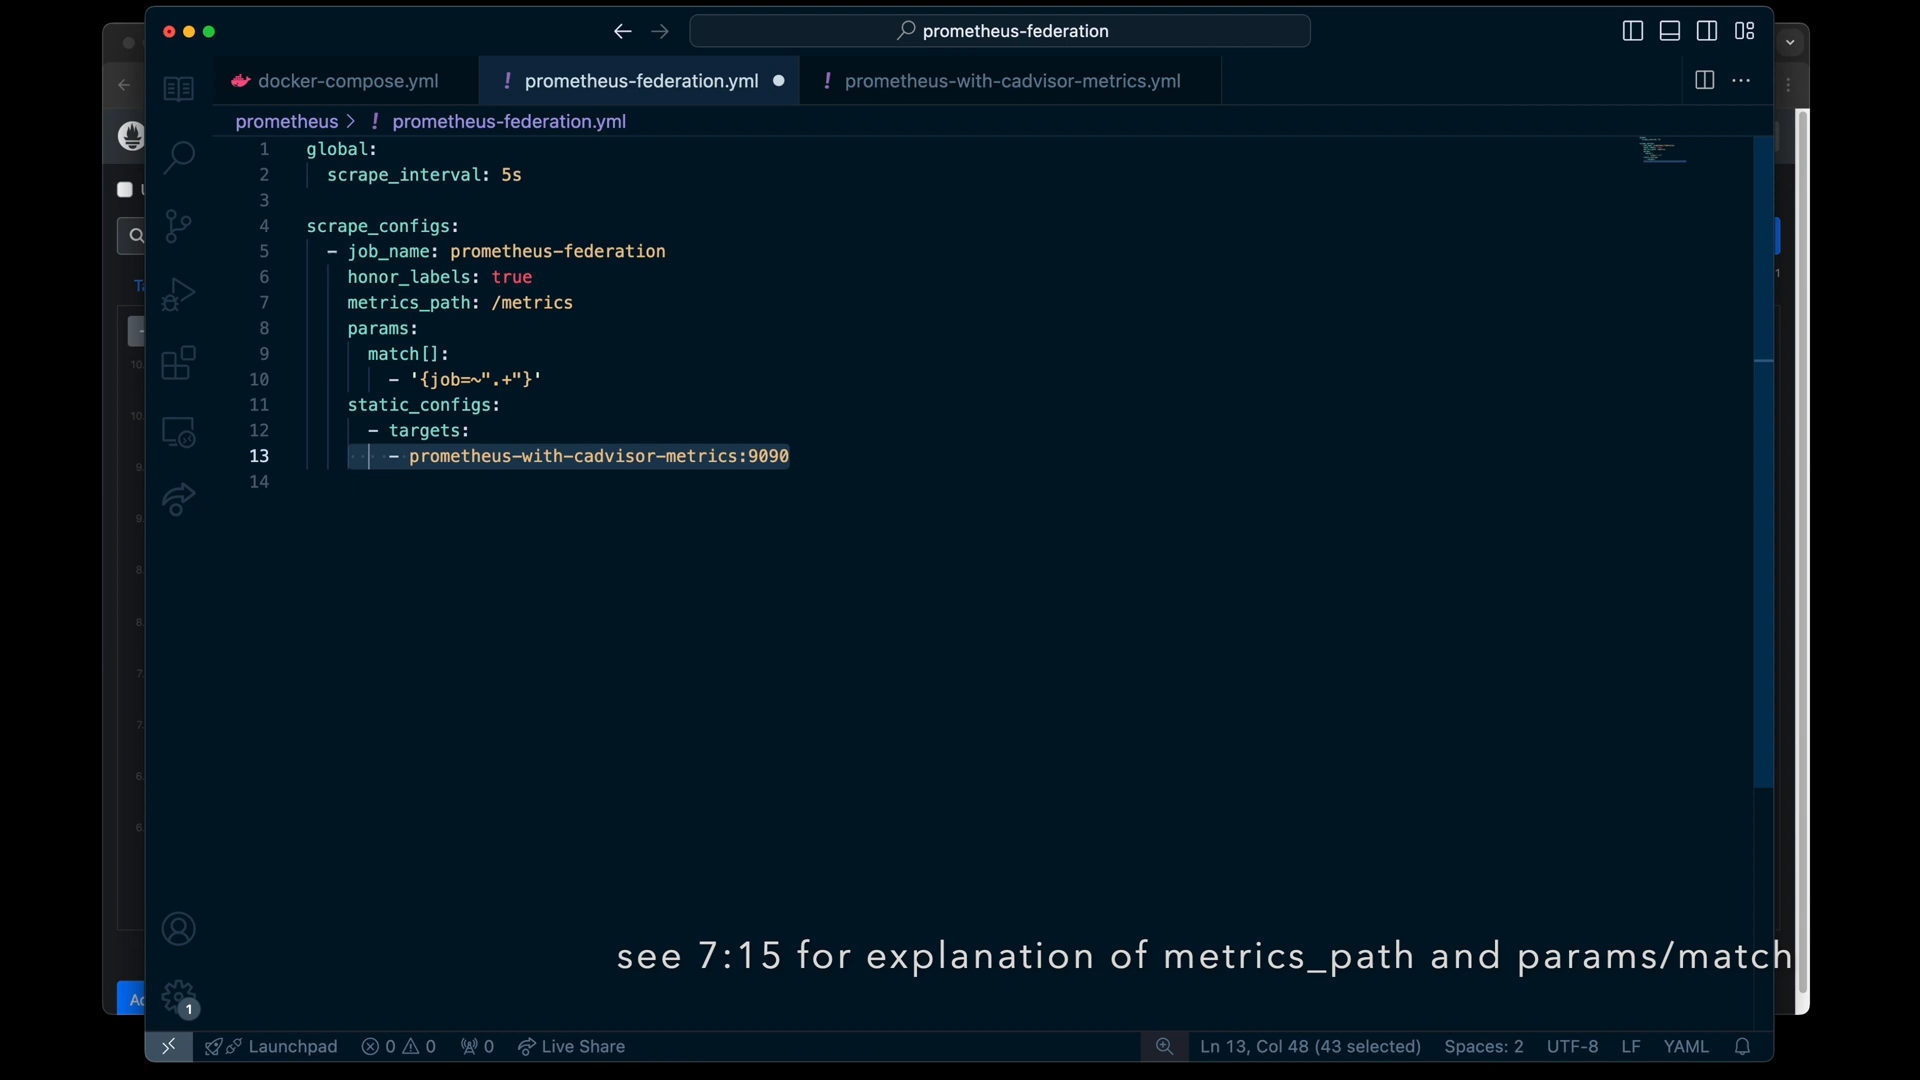 prometheus-federation
docker-compose.yml
! prometheus-federation.yml
! prometheus-with-cadvisor-metrics.yml
prometheus > ! prometheus-federation.yml
1 global:
2 scrape_interval: 5s
3
4 scrape_configs:
5 - job_name: prometheus-federation
6 honor_labels: true
7 metrics_path: /metrics
8 params:
9 match[]:
10 - '{job=~".+"}'
11 static_configs:
12 - targets:
13 - prometheus-with-cadvisor-metrics:9090
14
see 7:15 for explanation of metrics_path and params/match
1
Launchpad 0 0 0 Live Share
Ln 13, Col 48 (43 selected) Spaces: 2 UTF-8 LF YAML